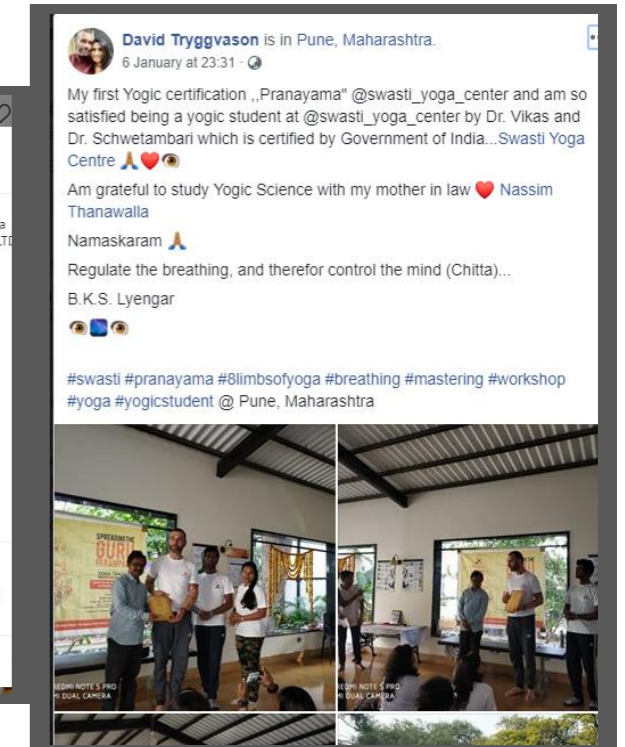 David Tryggvason is in Pune, Maharashtra.
6 January at 23:31 ·
My first Yogic certification ,,Pranayama" @swasti_yoga_center and am so
satisfied being a yogic student at @swasti_yoga_center by Dr. Vikas and
Dr. Schwetambari which is certified by Government of India...Swasti Yoga
Centre
Am grateful to study Yogic Science with my mother in law Nassim
Thanawalla
Namaskaram
Regulate the breathing, and therefor control the mind (Chitta)...
B.K.S. Lyengar
#swasti #pranayama #8limbsofyoga #breathing #mastering #workshop
#yoga #yogicstudent @ Pune, Maharashtra
SPREADING THE
GURU
PARAMPARA
REDMI NOTE 5 PRO
MI DUAL CAMERA
REDMI NOTE 5 PRO
MI DUAL CAMERA